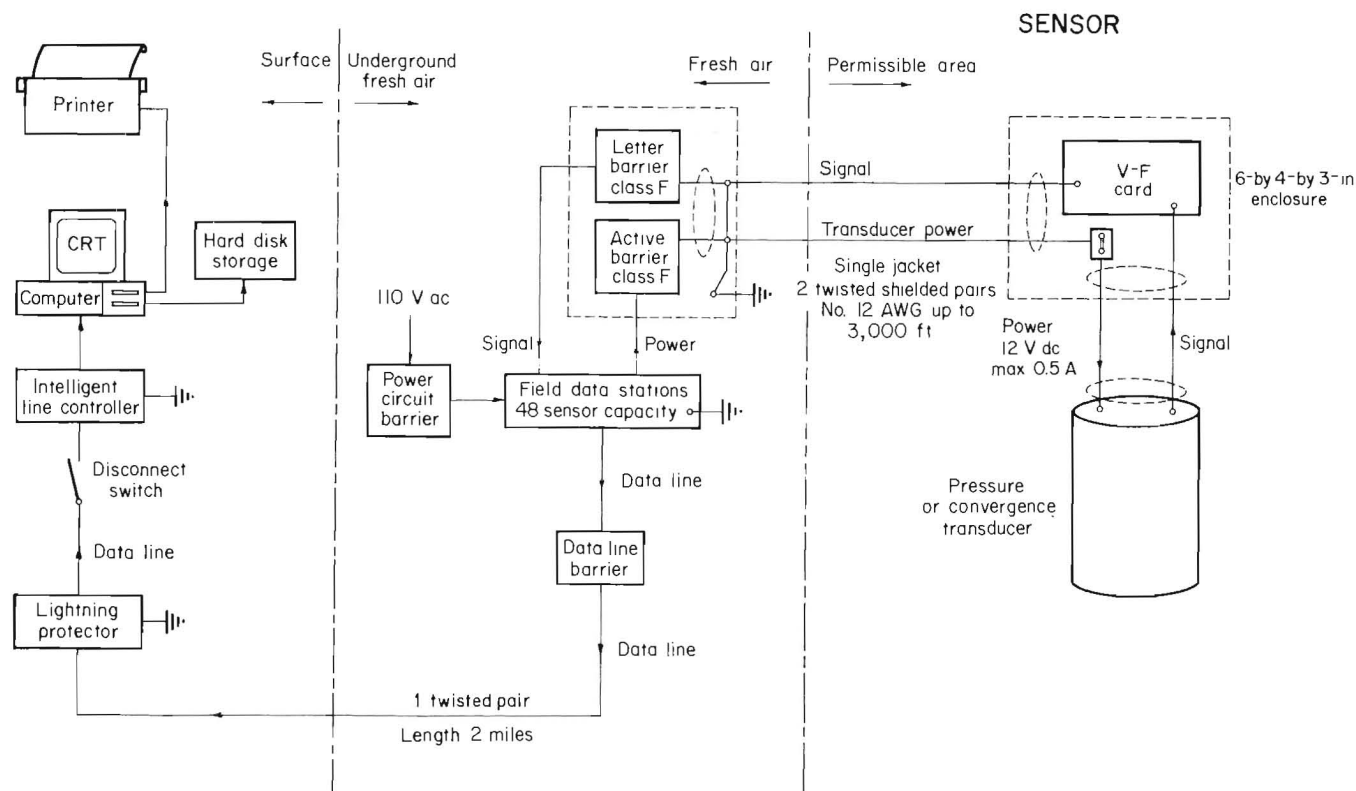 SENSOR
Surface
Underground
fresh air
Fresh air
Permissible area
Printer
CRT
Computer
Hard disk
storage
Intelligent
line controller
Disconnect
switch
Data line
Lightning
protector
110 V ac
Power
circuit
barrier
Letter
barrier
class F
Active
barrier
class F
Signal
Power
Field data stations
48 sensor capacity
Data line
Data line
barrier
Data line
1 twisted pair
Length 2 miles
Signal
Transducer power
Single jacket
2 twisted shielded pairs
No. 12 AWG up to
3,000 ft
V-F
card
6-by 4-by 3-in
enclosure
Power
12 V dc
max 0.5 A
Signal
Pressure
or convergence
transducer